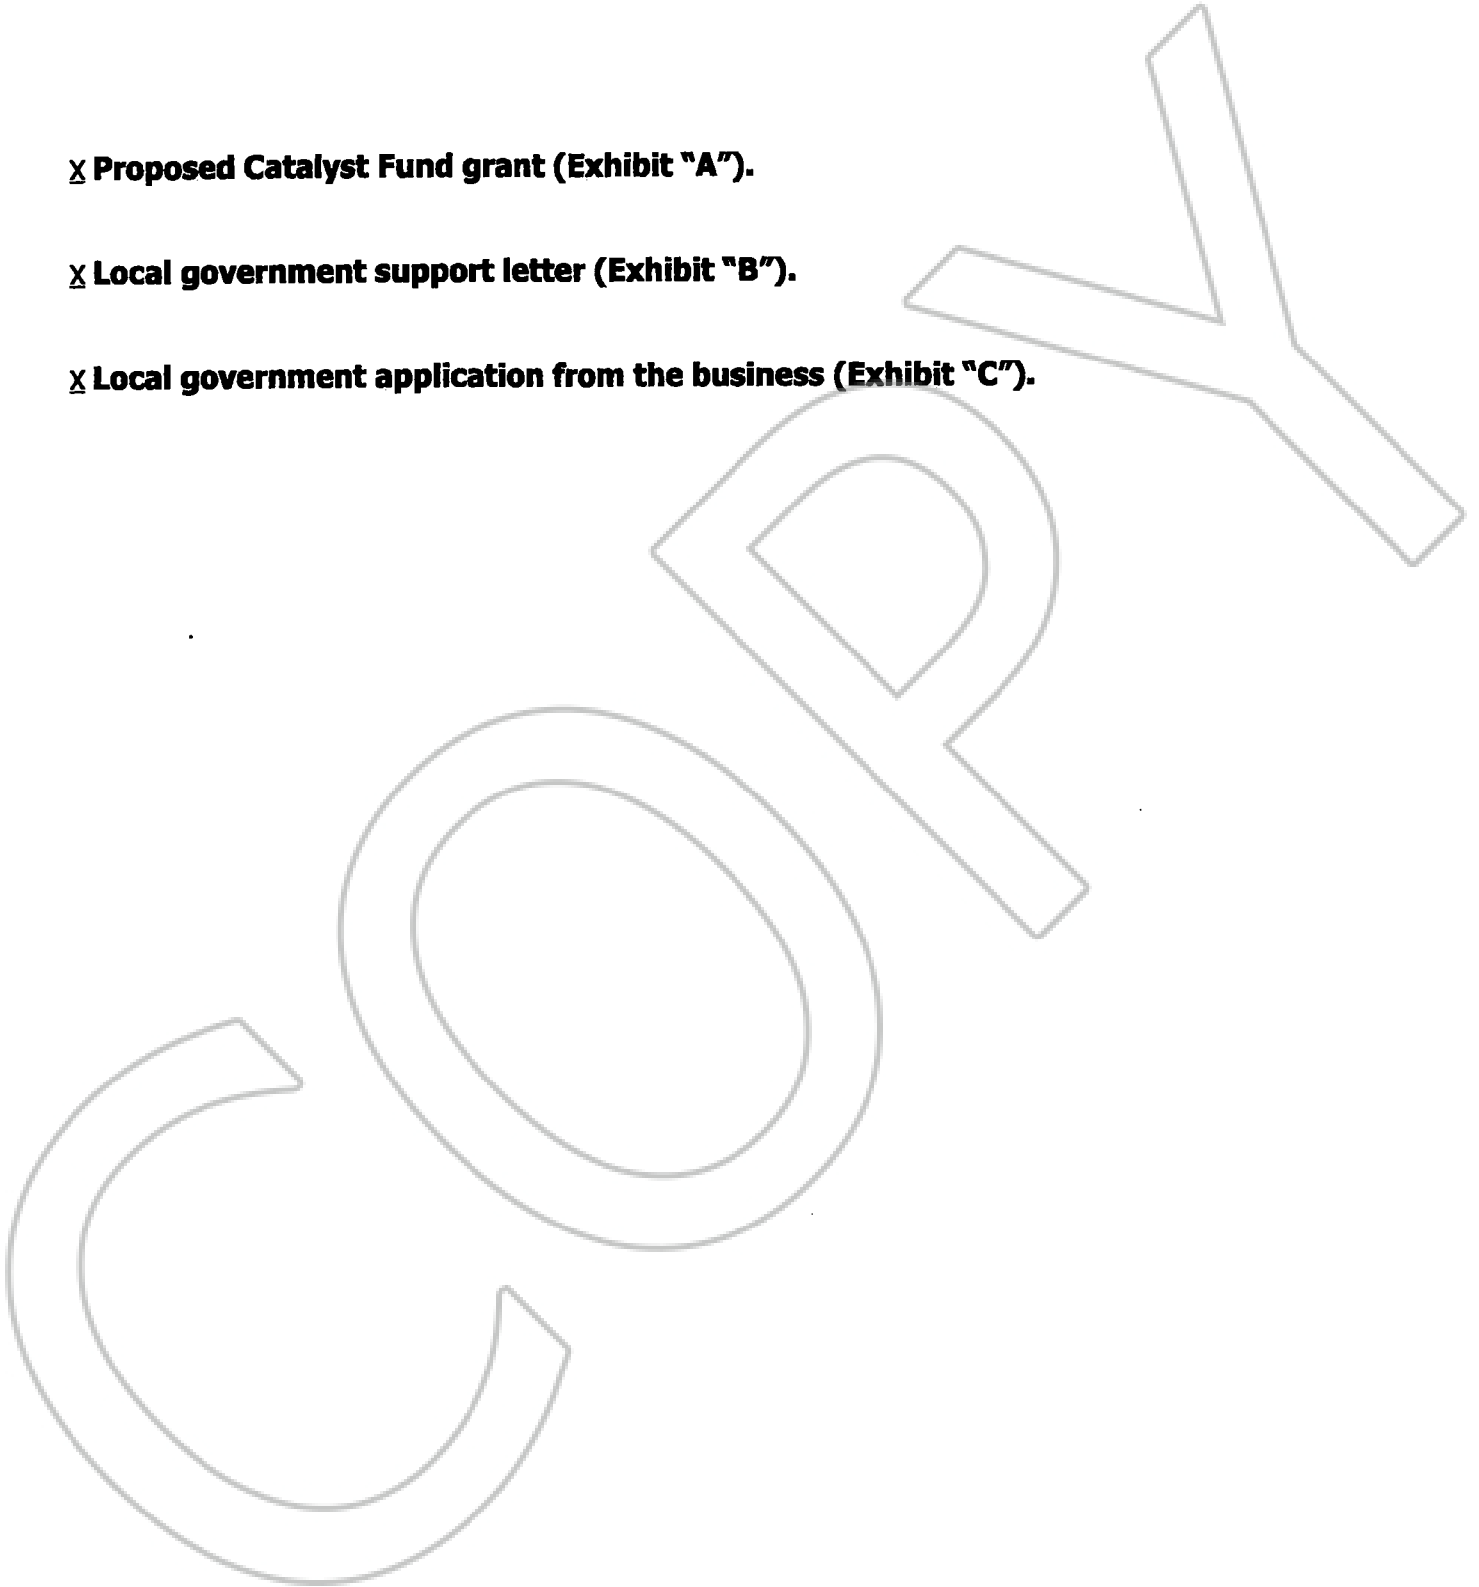 X Proposed Catalyst Fund grant (Exhibit “A”).
X Local government support letter (Exhibit “B”).
X Local government application from the business (Exhibit “C”).
COPY